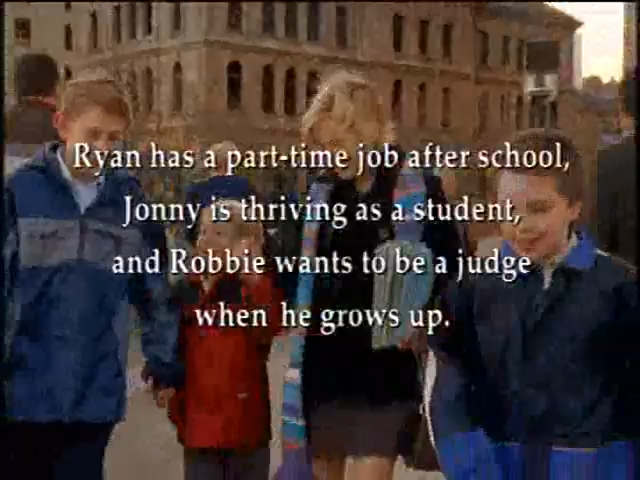 Ryan has a part-time job after school,
Jonny is thriving as a student,
and Robbie wants to be a judge
when he grows up.